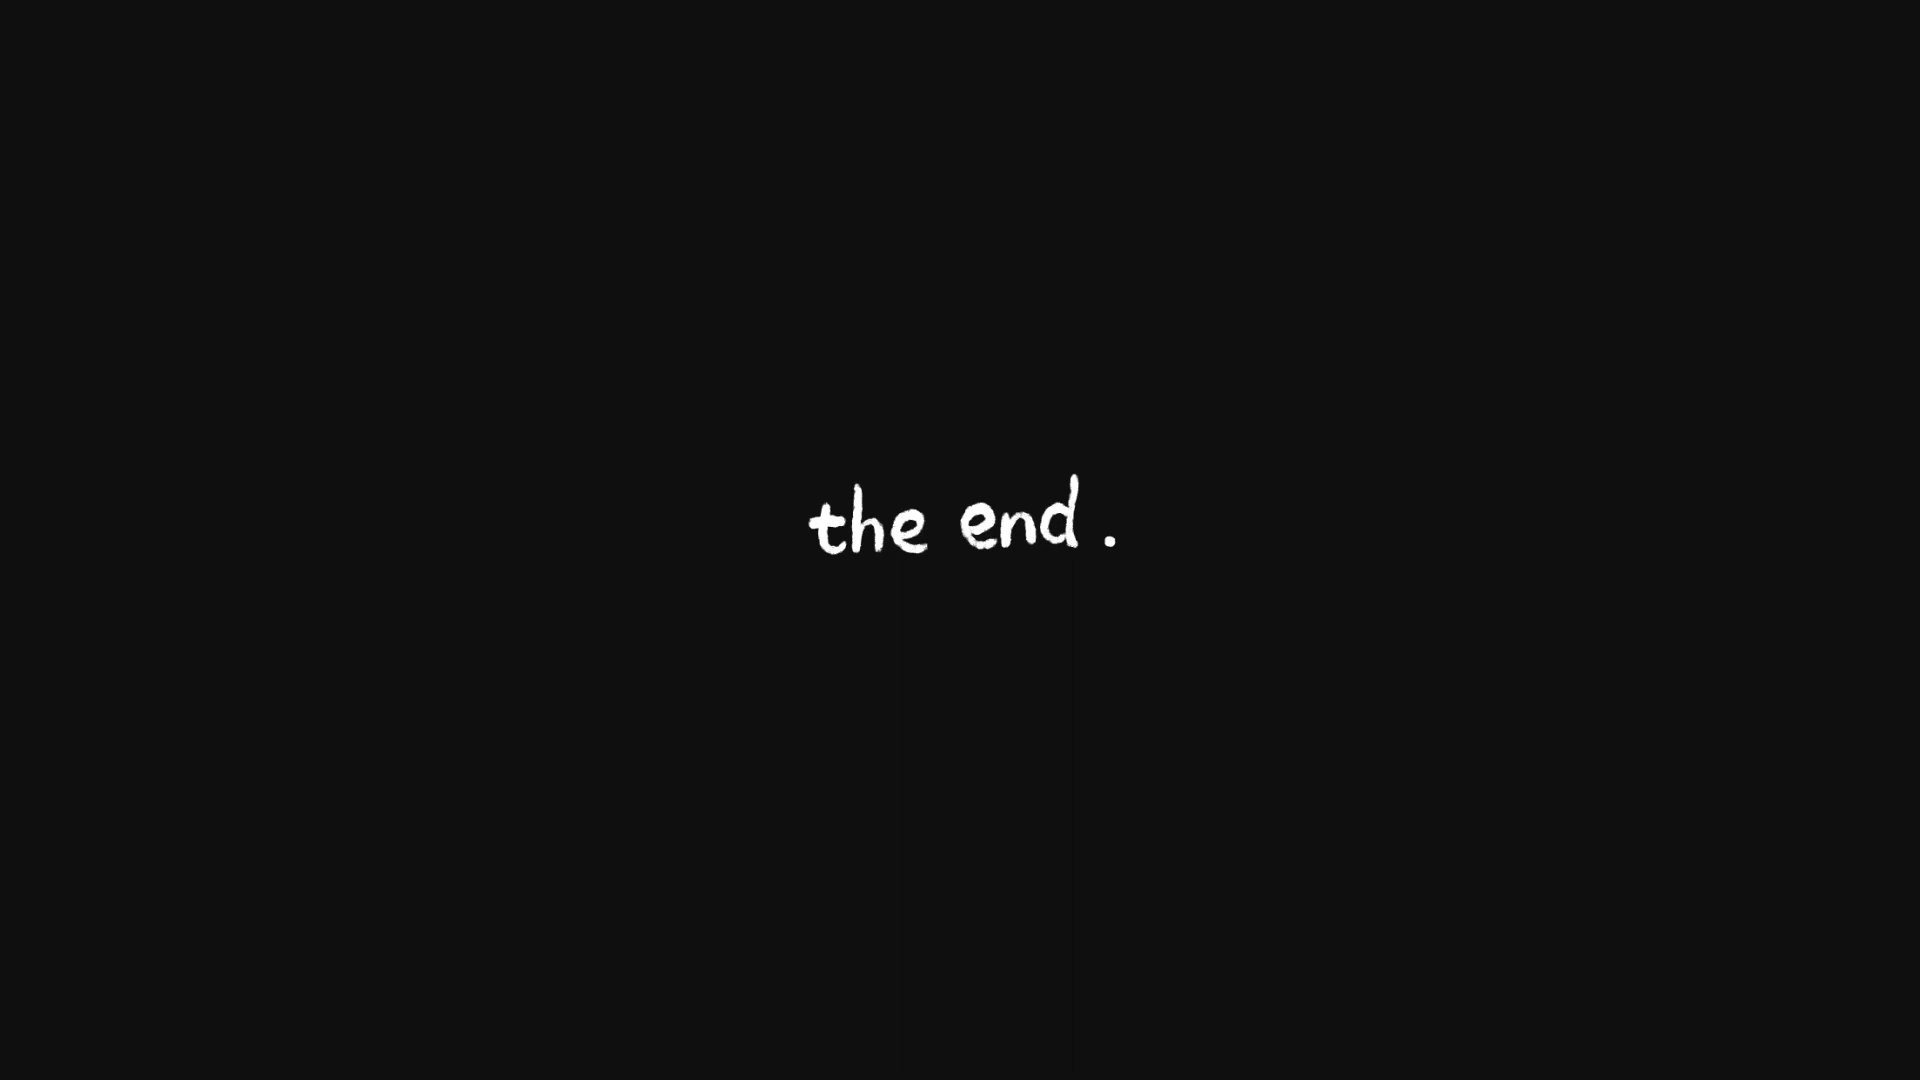 the end .